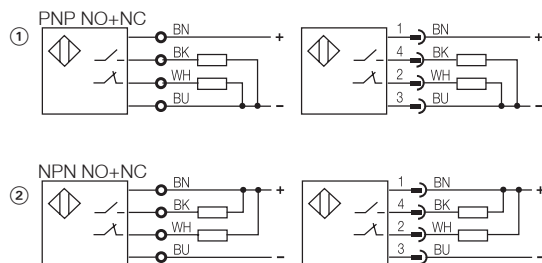 PNP NO+NC
① BN +
BK
WH
BU –
1 BN +
4 BK
2 WH
3 BU –
NPN NO+NC
② BN +
BK
WH
BU –
1 BN +
4 BK
2 WH
3 BU –